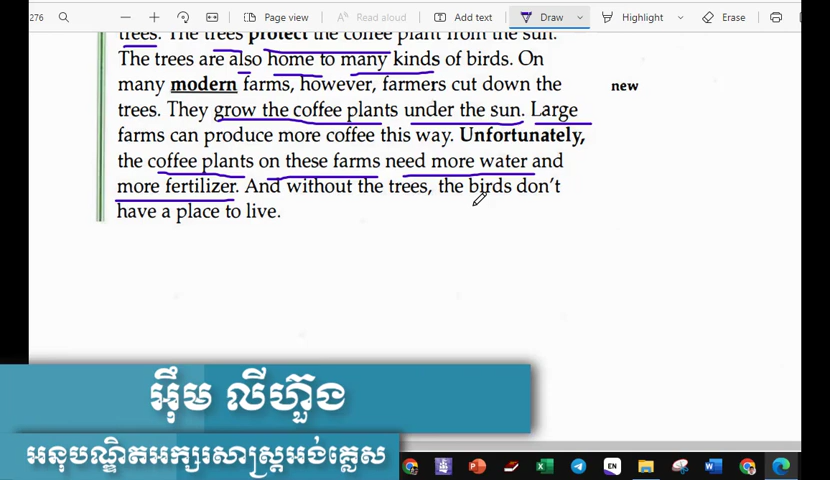 276
Page view
Read aloud
Add text
Draw
Highlight
Erase
trees. The trees protect the coffee plant from the sun.
The trees are also home to many kinds of birds. On
many modern farms, however, farmers cut down the
new
trees. They grow the coffee plants under the sun. Large
farms can produce more coffee this way. Unfortunately,
the coffee plants on these farms need more water and
more fertilizer. And without the trees, the birds don't
have a place to live.
អ៊ឹម លីហ៊ួង
អនុបណ្ឌិតអក្សរសាស្ត្រអង់គ្លេស
EN